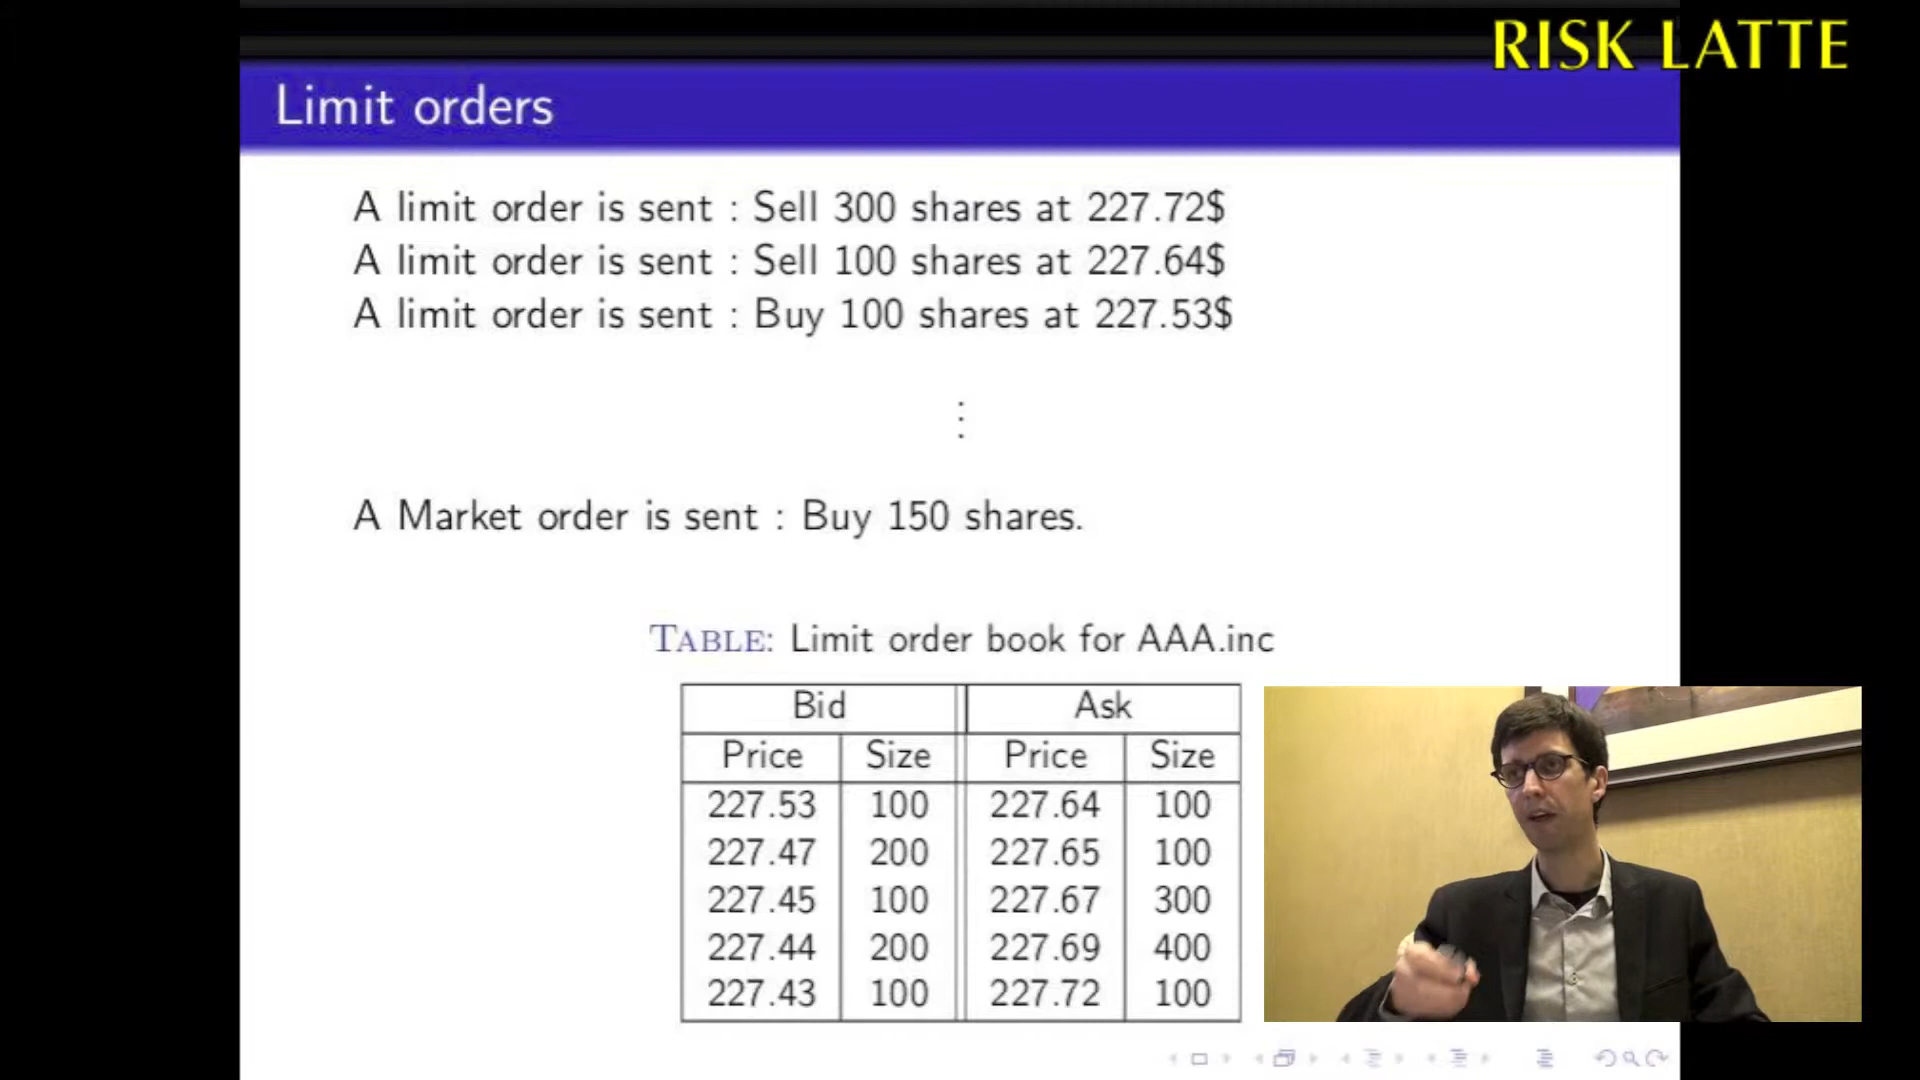 RISK LATTE
Limit orders
A limit order is sent : Sell 300 shares at 227.72$
A limit order is sent : Sell 100 shares at 227.64$
A limit order is sent : Buy 100 shares at 227.53$
⋮
A Market order is sent : Buy 150 shares.
TABLE: Limit order book for AAA.inc
Bid Ask
Price Size Price Size
227.53 100 227.64 100
227.47 200 227.65 100
227.45 100 227.67 300
227.44 200 227.69 400
227.43 100 227.72 100